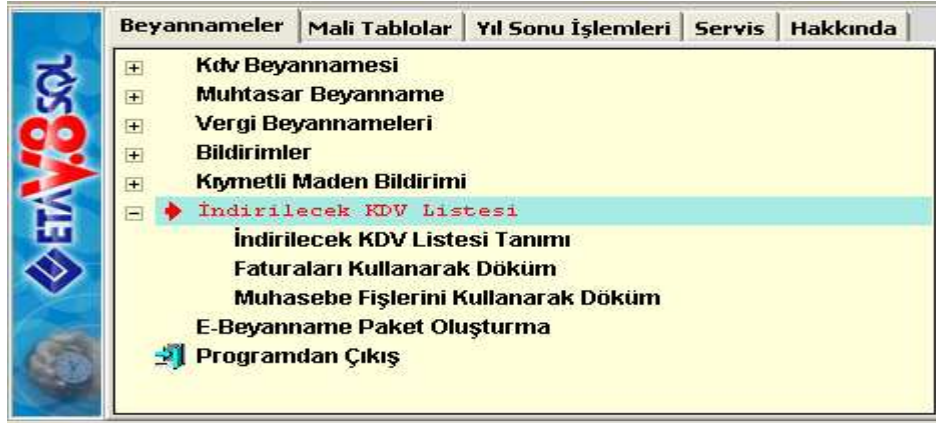 Beyannameler Mali Tablolar Yıl Sonu İşlemleri Servis Hakkında
Kdv Beyannamesi
Muhtasar Beyanname
Vergi Beyannameleri
Bildirimler
Kıymetli Maden Bildirimi
İndirilecek KDV Listesi
İndirilecek KDV Listesi Tanımı
Faturaları Kullanarak Döküm
Muhasebe Fişlerini Kullanarak Döküm
E-Beyanname Paket Oluşturma
Programdan Çıkış
ETA V.8 SQL